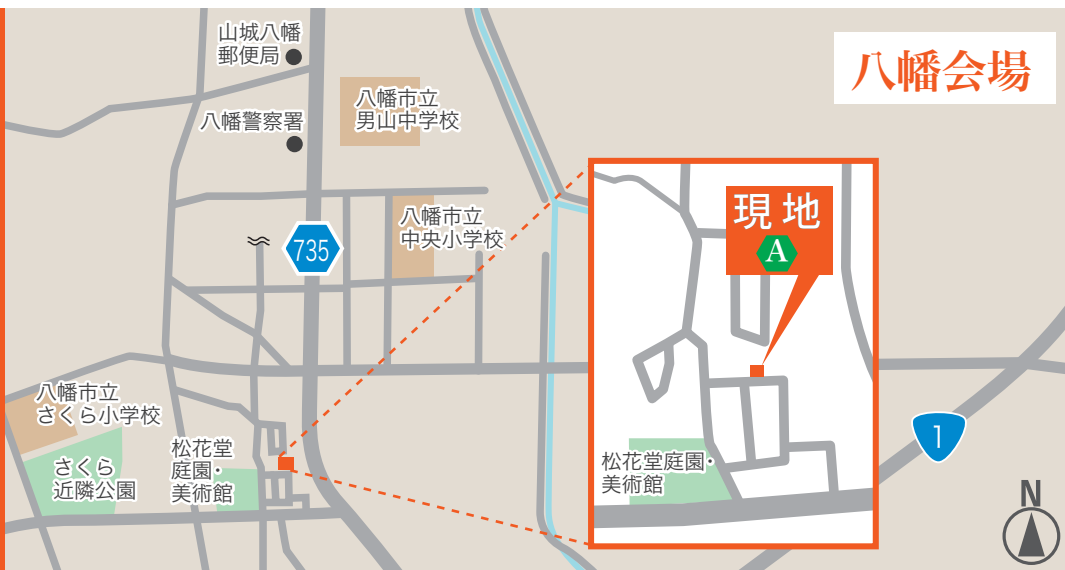 八幡会場
山城八幡
郵便局
八幡警察署
八幡市立
男山中学校
八幡市立
中央小学校
735
現地
A
八幡市立
さくら小学校
さくら
近隣公園
松花堂
庭園・
美術館
松花堂庭園・
美術館
1
N